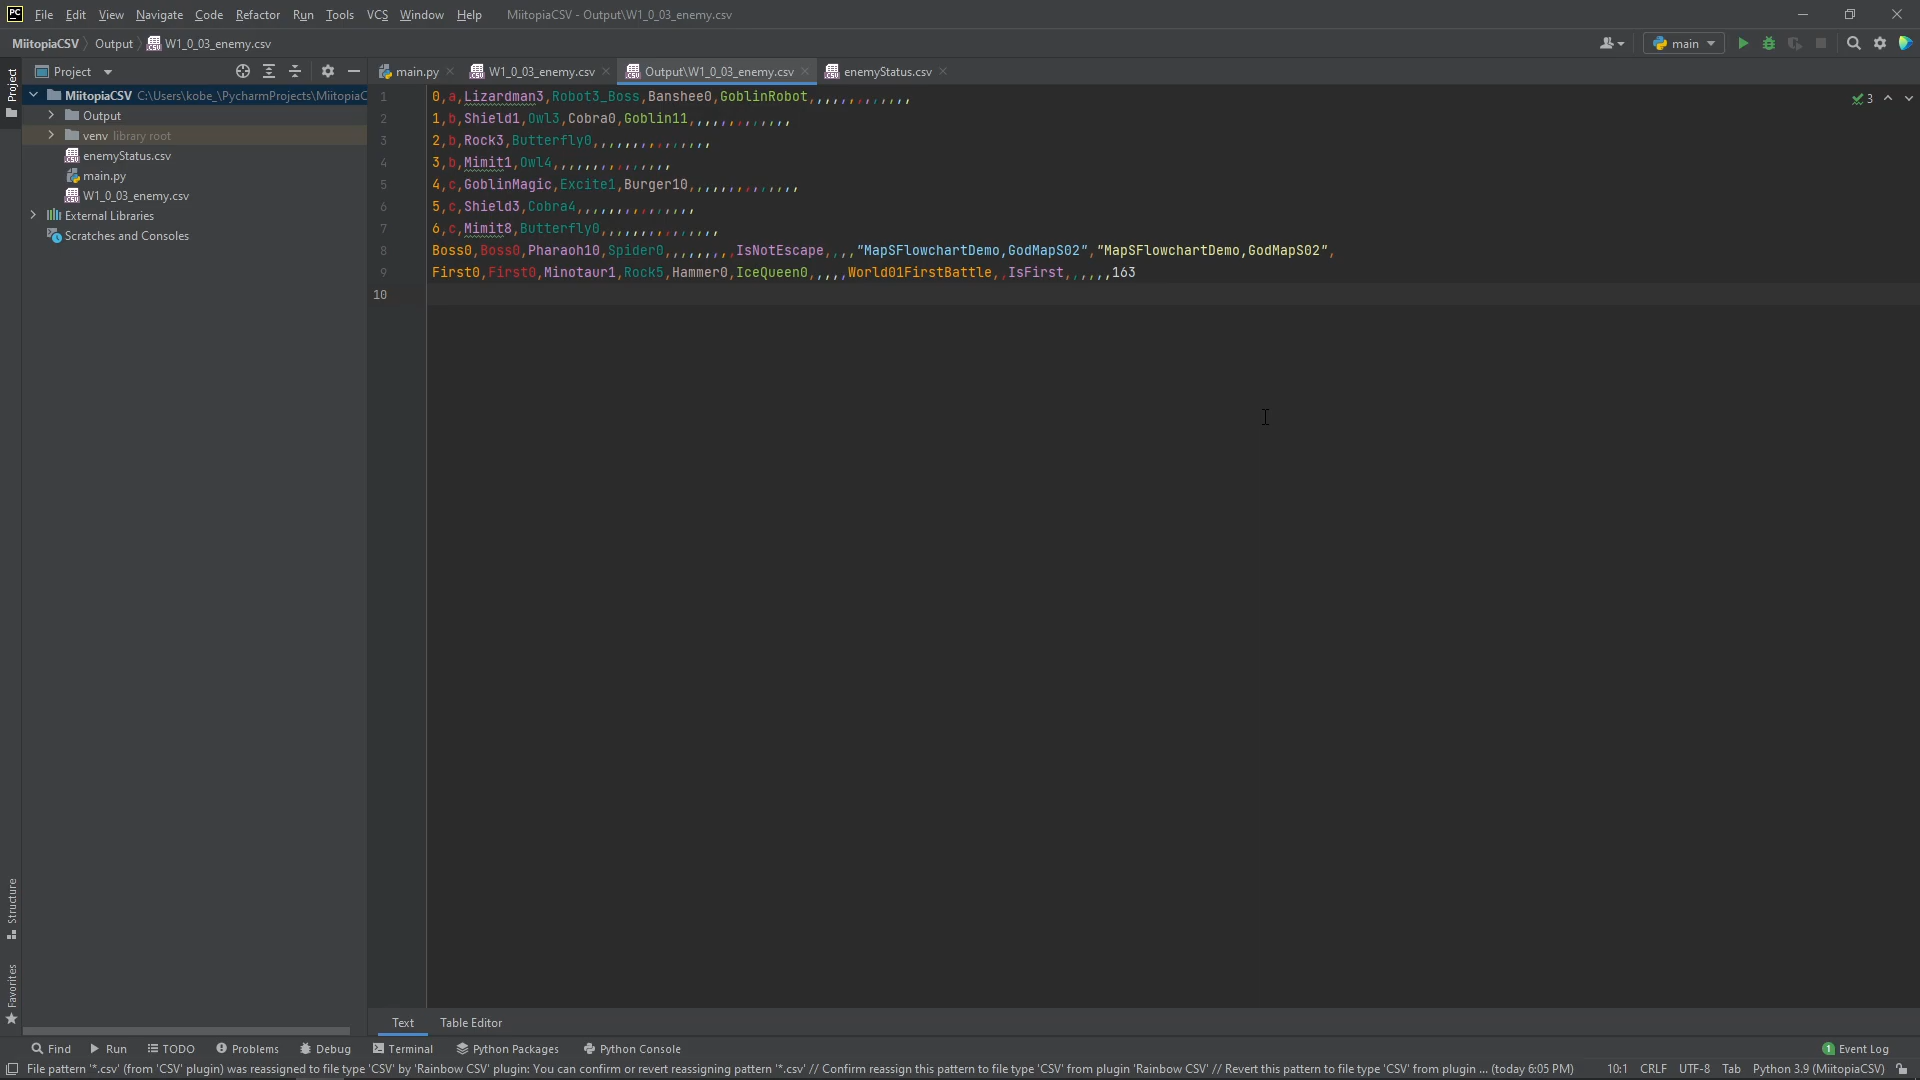 PC File Edit View Navigate Code Refactor Run Tools VCS Window Help MiitopiaCSV - Output\W1_0_03_enemy.csv
MiitopiaCSV Output W1_0_03_enemy.csv main
Project
Project main.py W1_0_03_enemy.csv Output\W1_0_03_enemy.csv enemyStatus.csv
MiitopiaCSV C:\Users\kobe_\PycharmProjects\MiitopiaC
Output
venv library root
enemyStatus.csv
main.py
W1_0_03_enemy.csv
External Libraries
Scratches and Consoles
1 0,a,Lizardman3,Robot3_Boss,Banshee0,GoblinRobot,,,,,,,,,,,,,
2 1,b,Shield1,Owl3,Cobra0,Goblin11,,,,,,,,,,,,,
3 2,b,Rock3,Butterfly0,,,,,,,,,,,,,,,
4 3,b,Mimit1,Owl4,,,,,,,,,,,,,,,
5 4,c,GoblinMagic,Excite1,Burger10,,,,,,,,,,,,,,
6 5,c,Shield3,Cobra4,,,,,,,,,,,,,,,
7 6,c,Mimit8,Butterfly0,,,,,,,,,,,,,,,
8 Boss0,Boss0,Pharaoh10,Spider0,,,,,,,,,IsNotEscape,,,,"MapSFlowchartDemo,GodMapS02","MapSFlowchartDemo,GodMapS02",
9 First0,First0,Minotaur1,Rock5,Hammer0,IceQueen0,,,,,World01FirstBattle,,IsFirst,,,,,,163
10
3
Structure
Favorites
Text Table Editor
Find Run TODO Problems Debug Terminal Python Packages Python Console 1 Event Log
File pattern '*.csv' (from 'CSV' plugin) was reassigned to file type 'CSV' by 'Rainbow CSV' plugin: You can confirm or revert reassigning pattern '*.csv' // Confirm reassign this pattern to file type 'CSV' from plugin 'Rainbow CSV' // Revert this pattern to file type 'CSV' from plugin ... (today 6:05 PM) 10:1 CRLF UTF-8 Tab Python 3.9 (MiitopiaCSV)